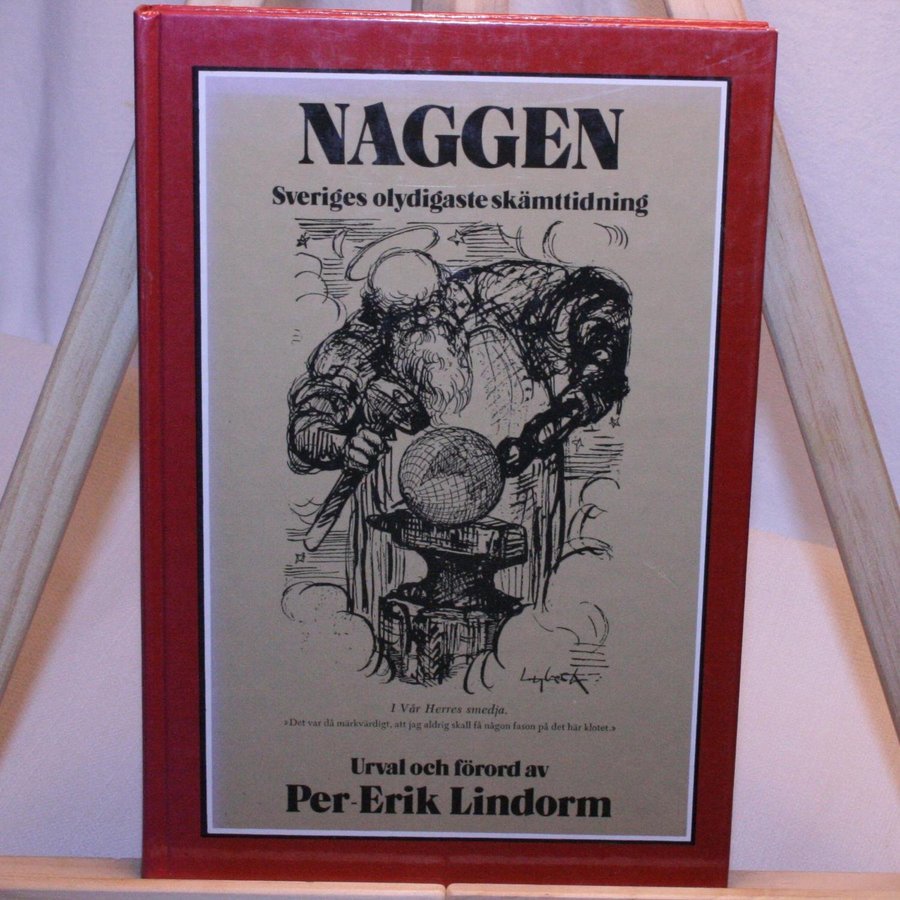 NAGGEN
Sveriges olydigaste skämttidning
I Vår Herres smedja.
»Det var då märkvärdigt, att jag aldrig skall få någon fason på det här klotet.»
Urval och förord av
Per-Erik Lindorm